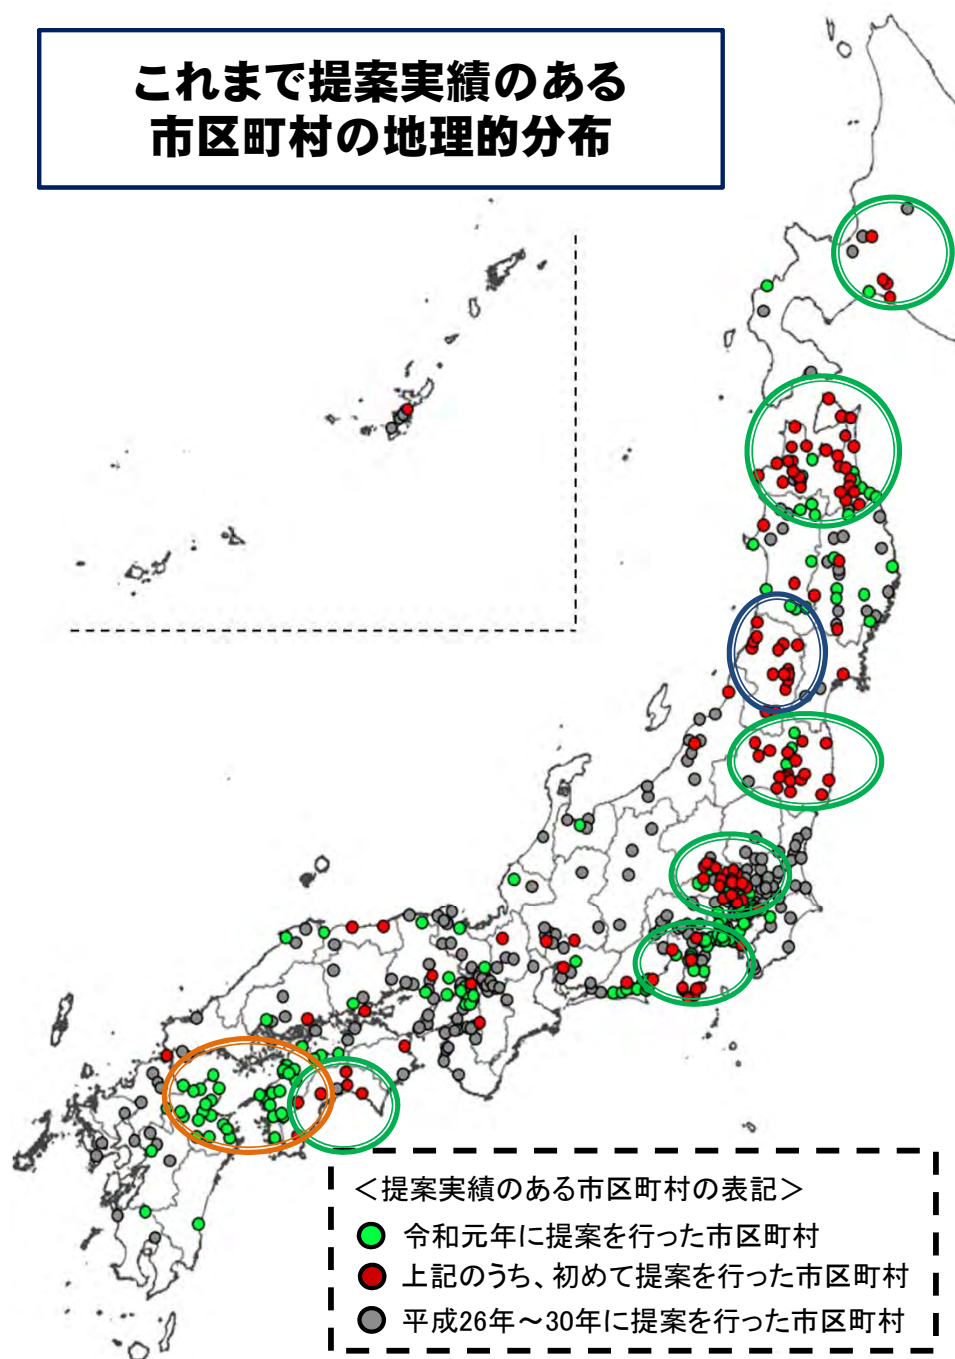 これまで提案実績のある
市区町村の地理的分布
＜提案実績のある市区町村の表記＞
令和元年に提案を行った市区町村
上記のうち、初めて提案を行った市区町村
平成26年～30年に提案を行った市区町村